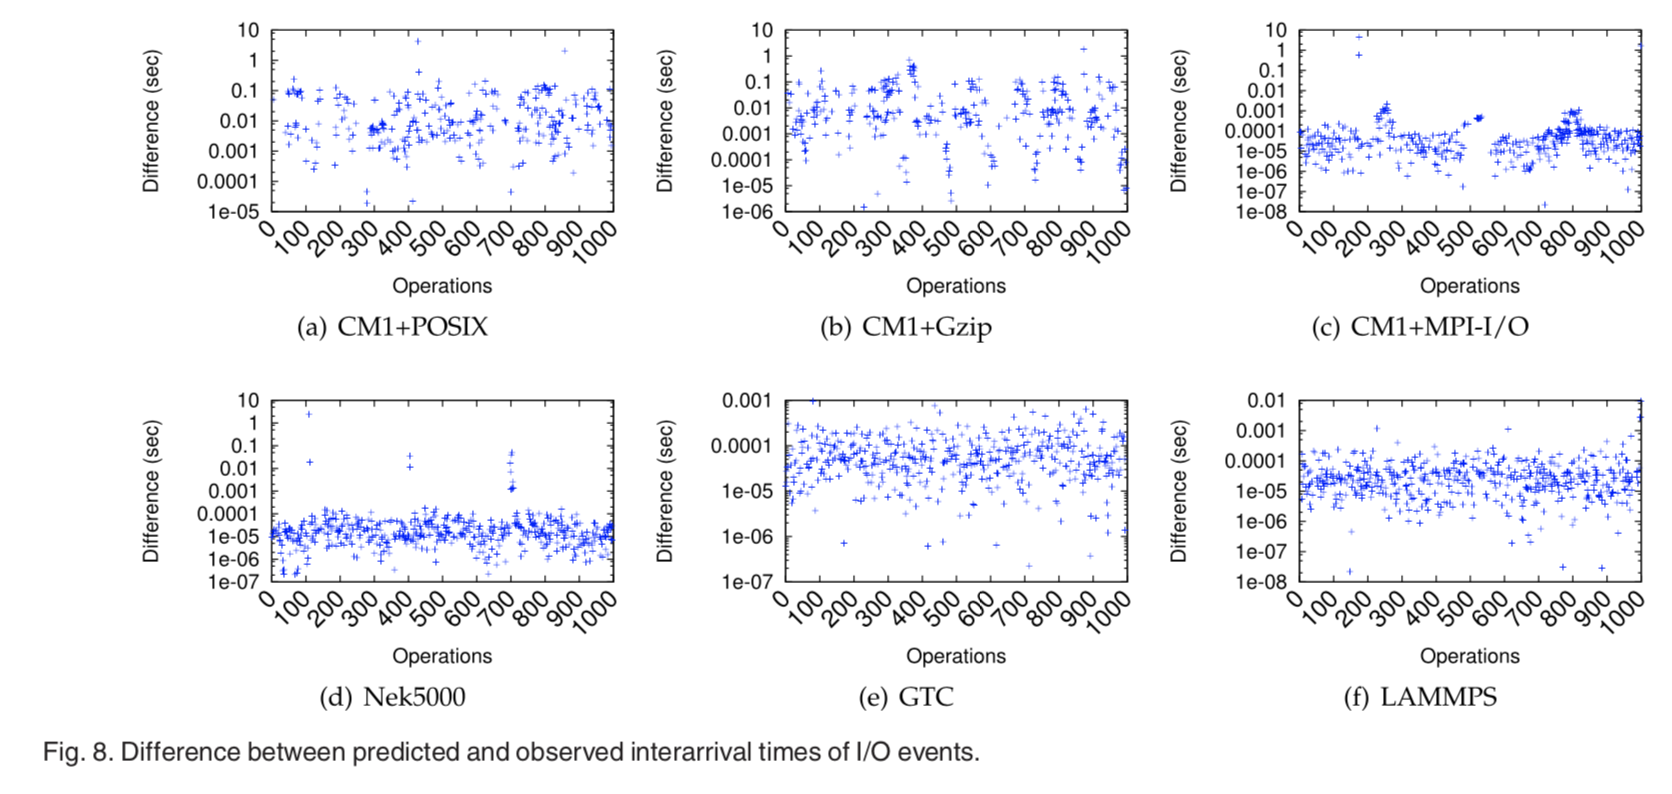 Difference (sec)
10
1
0.1
0.01
0.001
0.0001
1e-05
0 100 200 300 400 500 600 700 800 900 1000
Operations
(a) CM1+POSIX
Difference (sec)
10
1
0.1
0.01
0.001
0.0001
1e-05
1e-06
0 100 200 300 400 500 600 700 800 900 1000
Operations
(b) CM1+Gzip
Difference (sec)
10
1
0.1
0.01
0.001
0.0001
1e-05
1e-06
1e-07
1e-08
0 100 200 300 400 500 600 700 800 900 1000
Operations
(c) CM1+MPI-I/O
Difference (sec)
10
1
0.1
0.01
0.001
0.0001
1e-05
1e-06
1e-07
0 100 200 300 400 500 600 700 800 900 1000
Operations
(d) Nek5000
Difference (sec)
0.001
0.0001
1e-05
1e-06
1e-07
0 100 200 300 400 500 600 700 800 900 1000
Operations
(e) GTC
Difference (sec)
0.01
0.001
0.0001
1e-05
1e-06
1e-07
1e-08
0 100 200 300 400 500 600 700 800 900 1000
Operations
(f) LAMMPS
Fig. 8. Difference between predicted and observed interarrival times of I/O events.